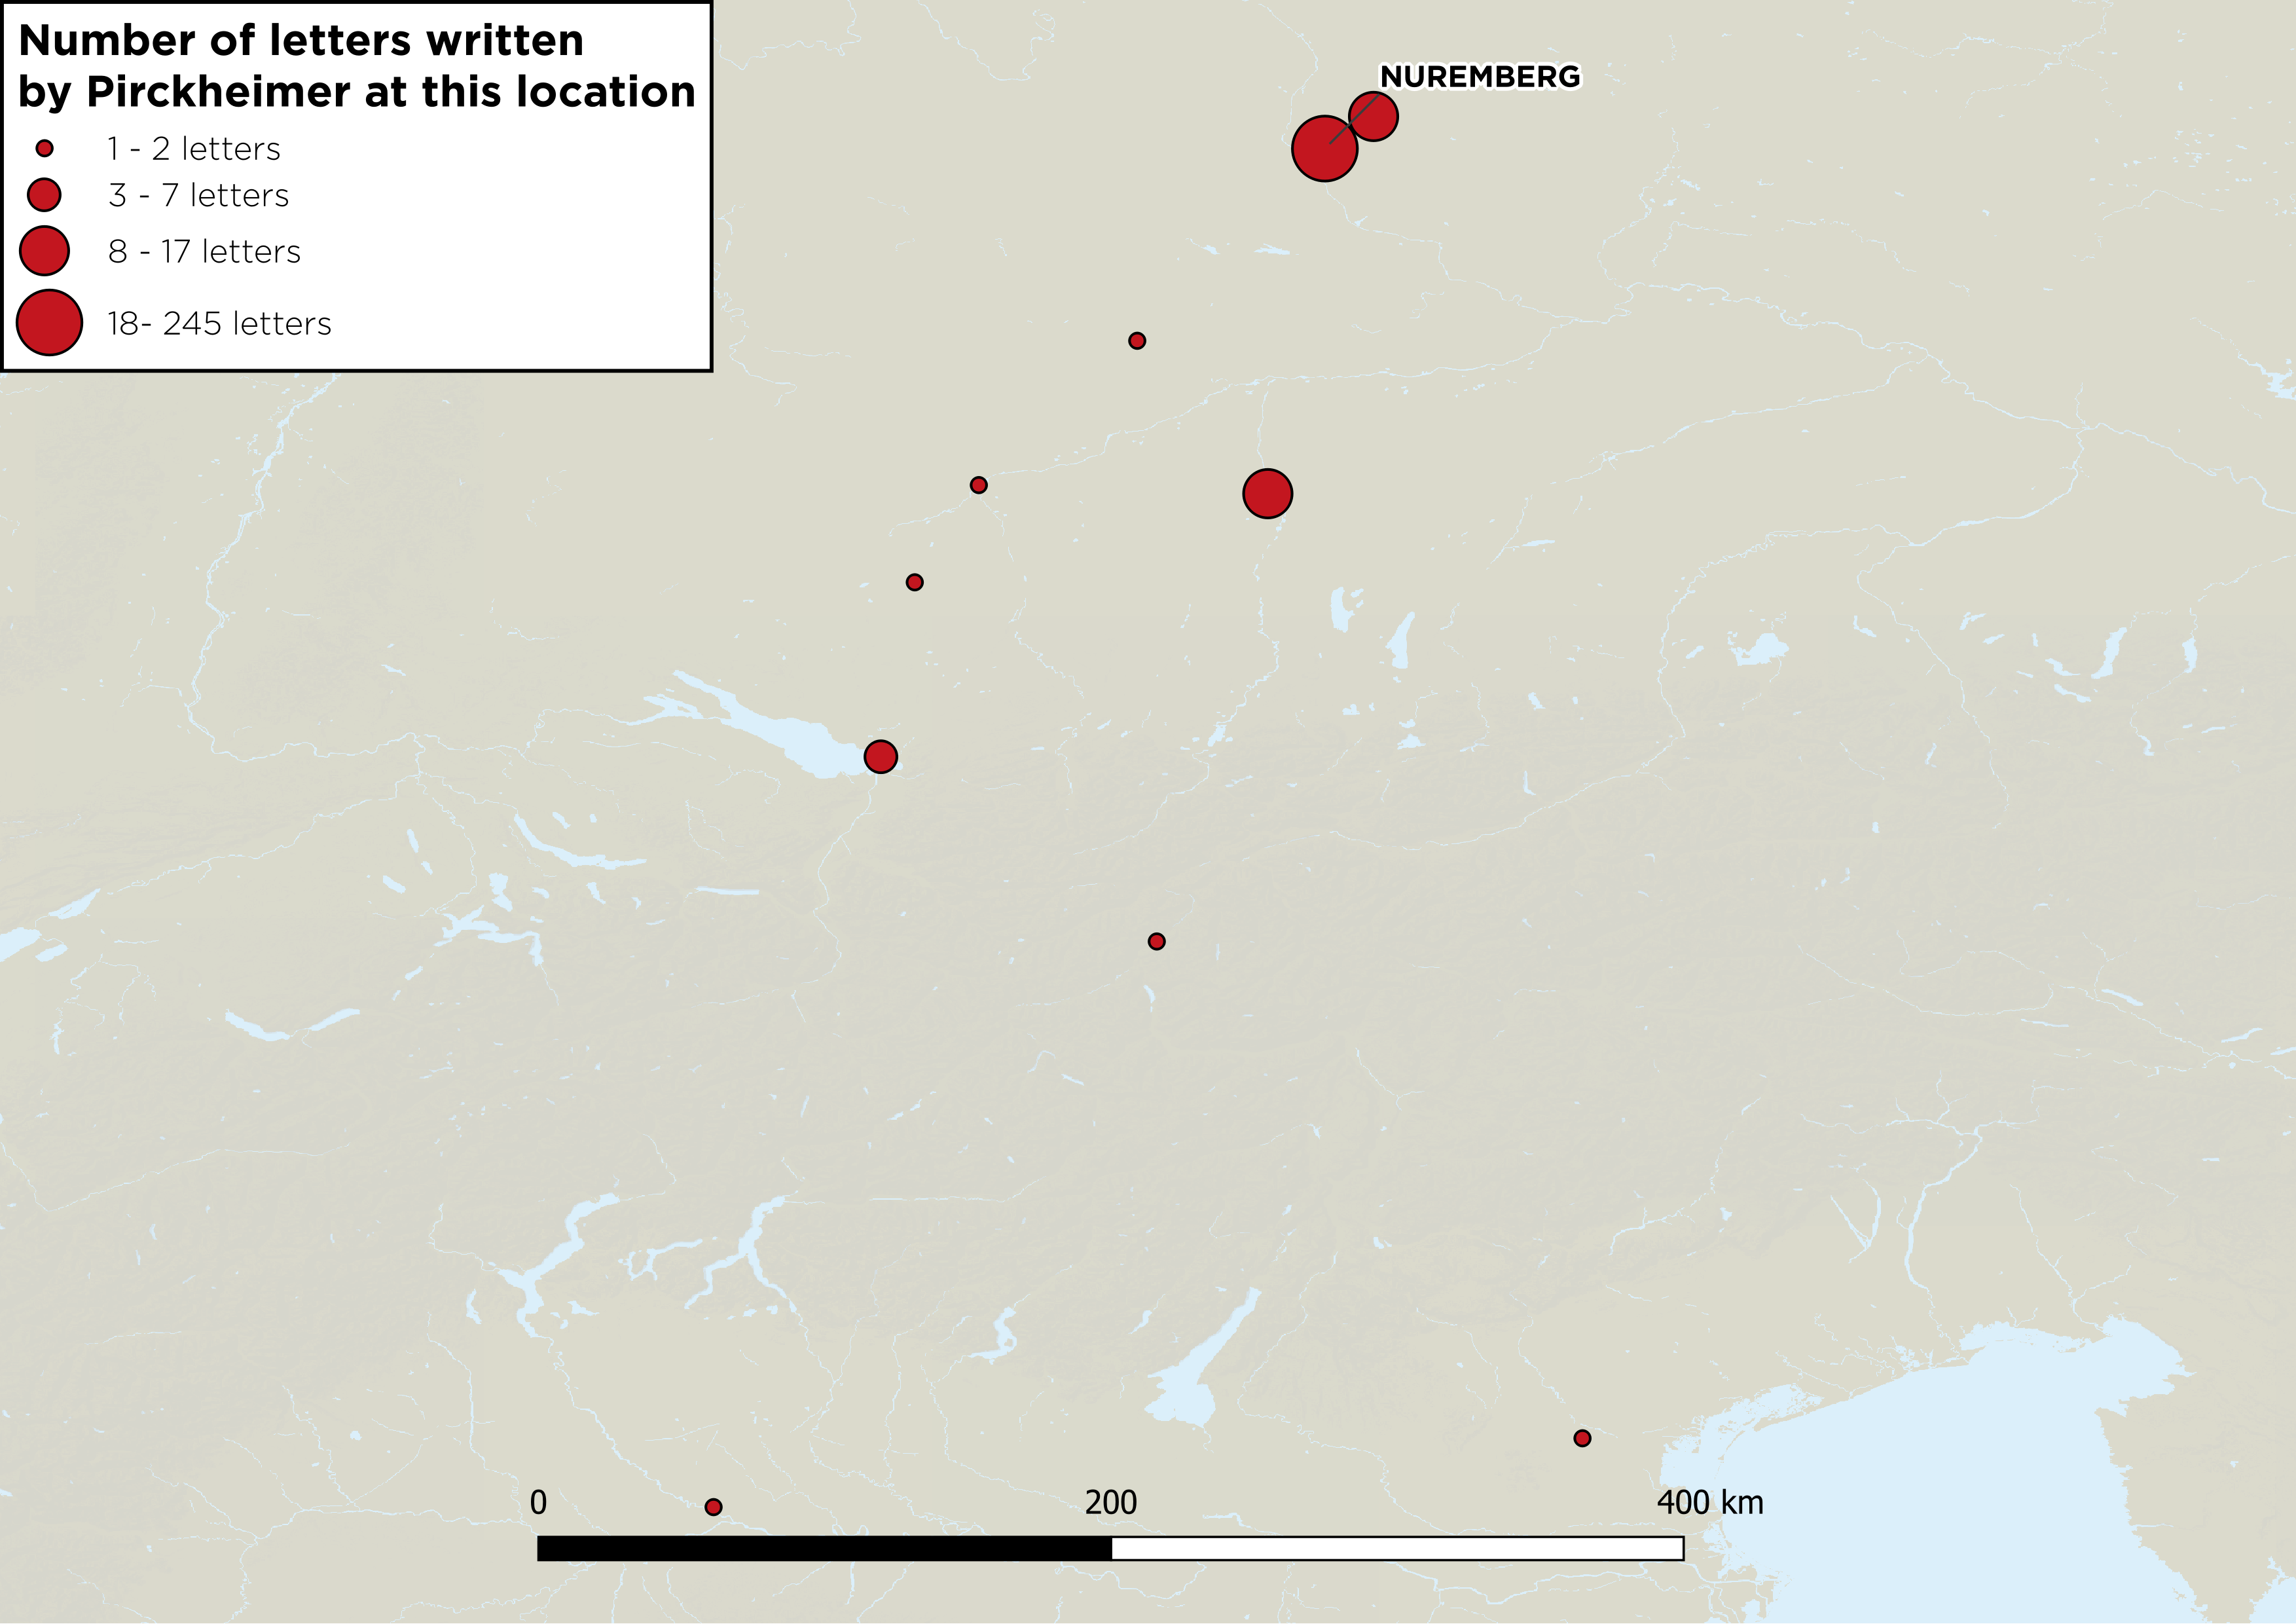 Number of letters written
by Pirckheimer at this location
1 - 2 letters
3 - 7 letters
8 - 17 letters
18- 245 letters
NUREMBERG
0 200 400 km